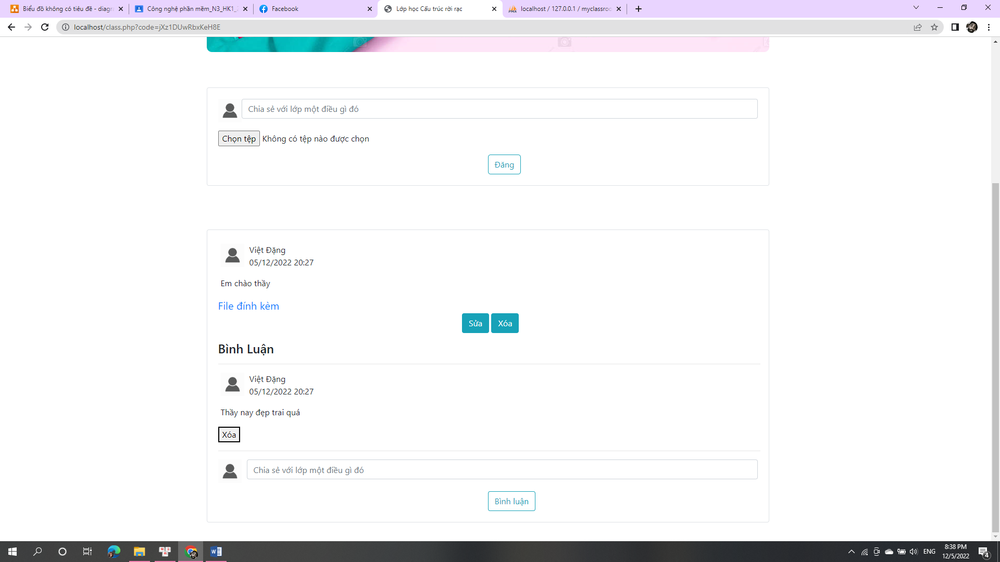 Biểu đồ không có tiêu đề - diagr
Công nghệ phần mềm_N3_HK1_2
Facebook
Lớp học Cấu trúc rời rạc
localhost / 127.0.0.1 / myclassroo
localhost/class.php?code=jXz1DUwRbxKeH8E
Chia sẻ với lớp một điều gì đó
Chọn tệp Không có tệp nào được chọn
Đăng
Việt Đặng
05/12/2022 20:27
Em chào thầy
File đính kèm
Sửa Xóa
Bình Luận
Việt Đặng
05/12/2022 20:27
Thầy nay đẹp trai quá
Xóa
Chia sẻ với lớp một điều gì đó
Bình luận
ENG
8:38 PM
12/5/2022
4